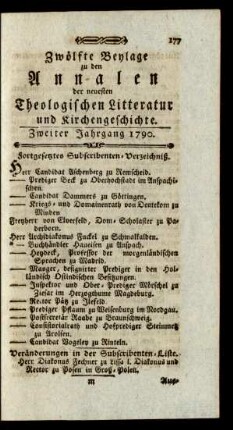 177
Zwölfte Beylage
zu den
Annalen
der neuesten
Theologischen Litteratur
und Kirchengeschichte.
Zweiter Jahrgang 1790.
Fortgesetztes Subscribenten-Verzeichniß.
Herr Candidat Aschenberg zu Remscheid.
— Prediger Beck zu Oberhochstadt im Anspachi-
schen.
— Candidat Dammers zu Göttingen,
— Kriegs- und Domainenrath von Deutekom zu
Minden
Freyherr von Elverfeld, Dom-Scholaster zu Pa-
derborn.
Herr Archidiakonus Fuckel zu Schmalkalden.
— Buchhändler Haueisen zu Anspach.
— Heydeck, Professor der morgenländischen
Sprachen zu Madrid.
— Mauger, designirter Prediger in den Hol-
ländisch Ostindischen Besitzungen.
— Inspektor und Ober-Prediger Mörschel zu
Ziesar im Herzogthume Magdeburg.
— Rector Pätz zu Ilefeld
— Prediger Pflaum zu Weisenburg im Nordgau.
— Postsecretär Raabe zu Braunschweig.
— Consistorialrath und Hofprediger Steinmetz
zu Arolsen.
— Candidat Vogeley zu Rinteln.
Veränderungen in der Subscribenten-Liste.
Herr Diakonus Fechner zu Lissa l. Diakonus und
Rector zu Posen in Groß-Polen.
M Aus-